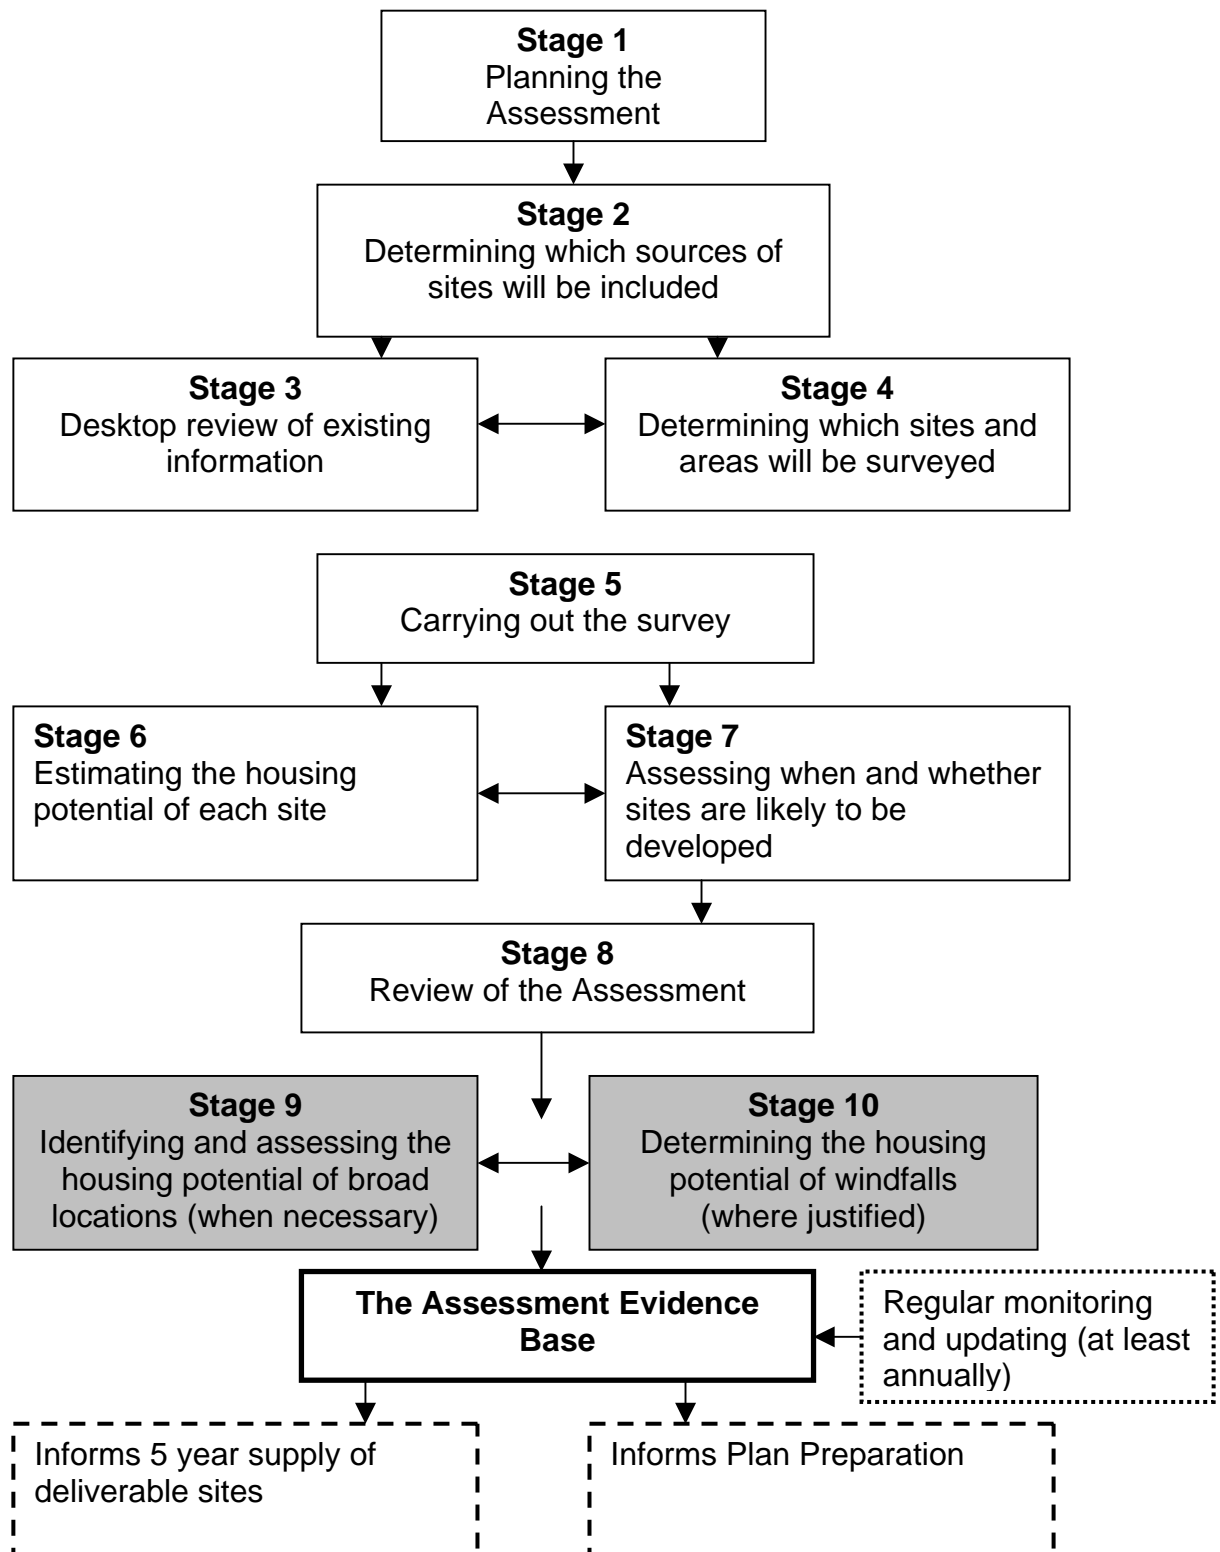 Stage 1
Planning the
Assessment
Stage 2
Determining which sources of
sites will be included
Stage 3
Desktop review of existing
information
Stage 4
Determining which sites and
areas will be surveyed
Stage 5
Carrying out the survey
Stage 6
Estimating the housing
potential of each site
Stage 7
Assessing when and whether
sites are likely to be
developed
Stage 8
Review of the Assessment
Stage 9
Identifying and assessing the
housing potential of broad
locations (when necessary)
Stage 10
Determining the housing
potential of windfalls
(where justified)
The Assessment Evidence
Base
Regular monitoring
and updating (at least
annually)
Informs 5 year supply of
deliverable sites
Informs Plan Preparation